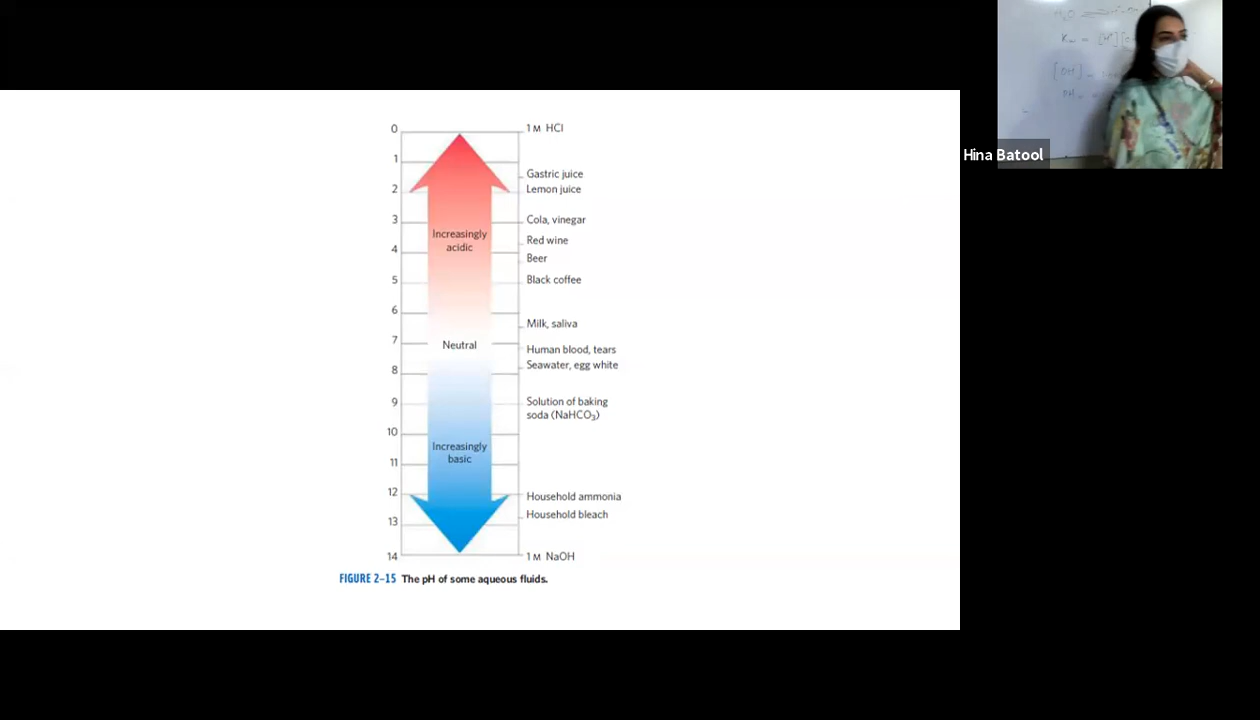 0
1 M HCl
1
Gastric juice
2
Lemon juice
3
Cola, vinegar
Increasingly
acidic
Red wine
4
Beer
5
Black coffee
6
Milk, saliva
7
Neutral
Human blood, tears
8
Seawater, egg white
9
Solution of baking
soda (NaHCO₃)
10
Increasingly
basic
11
12
Household ammonia
13
Household bleach
14
1 M NaOH
FIGURE 2–15 The pH of some aqueous fluids.
H₂O
Hina Batool